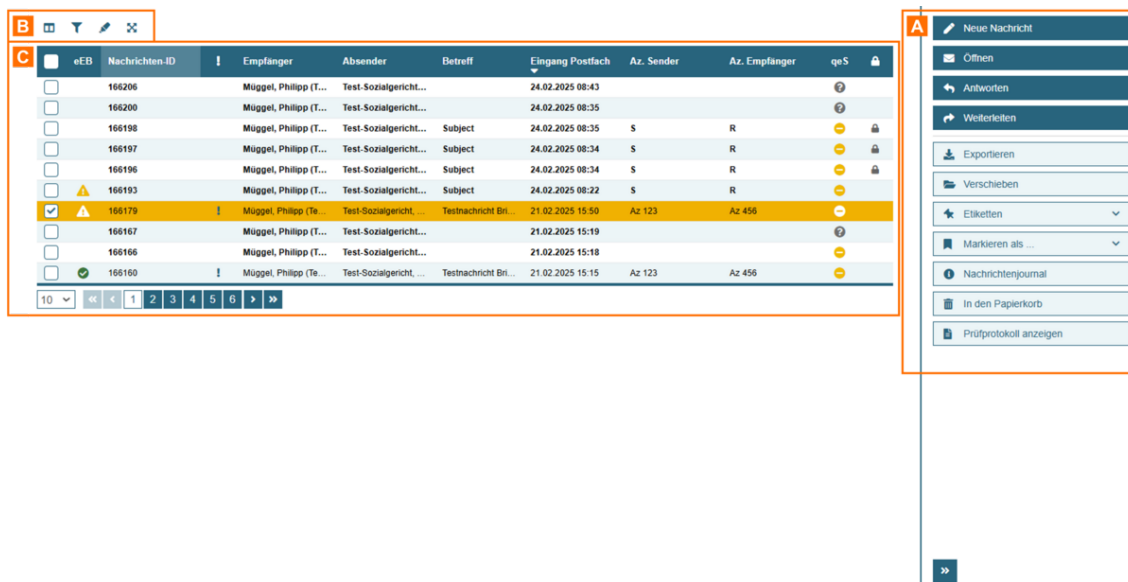 B
A
C
eEB Nachrichten-ID ! Empfänger Absender Betreff Eingang Postfach Az. Sender Az. Empfänger qeS
166206 Müggel, Philipp (T... Test-Sozialgericht... 24.02.2025 08:43
166200 Müggel, Philipp (T... Test-Sozialgericht... 24.02.2025 08:35
166198 Müggel, Philipp (T... Test-Sozialgericht... Subject 24.02.2025 08:35 S R
166197 Müggel, Philipp (T... Test-Sozialgericht... Subject 24.02.2025 08:34 S R
166196 Müggel, Philipp (T... Test-Sozialgericht... Subject 24.02.2025 08:34 S R
166193 Müggel, Philipp (T... Test-Sozialgericht... Subject 24.02.2025 08:22 S R
166179 ! Müggel, Philipp (Te... Test-Sozialgericht, ... Testnachricht Bri... 21.02.2025 15:50 Az 123 Az 456
166167 Müggel, Philipp (T... Test-Sozialgericht... 21.02.2025 15:19
166166 Müggel, Philipp (T... Test-Sozialgericht... 21.02.2025 15:18
166160 ! Müggel, Philipp (Te... Test-Sozialgericht, ... Testnachricht Bri... 21.02.2025 15:15 Az 123 Az 456
10 « ‹ 1 2 3 4 5 6 › »
Neue Nachricht
Öffnen
Antworten
Weiterleiten
Exportieren
Verschieben
Etiketten
Markieren als ...
Nachrichtenjournal
In den Papierkorb
Prüfprotokoll anzeigen
»